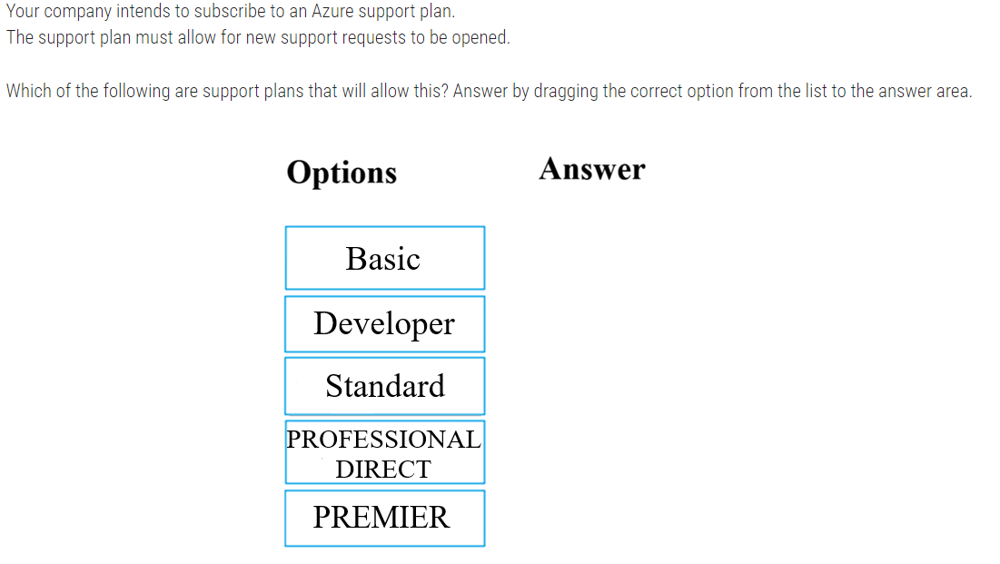 Your company intends to subscribe to an Azure support plan.
The support plan must allow for new support requests to be opened.
Which of the following are support plans that will allow this? Answer by dragging the correct option from the list to the answer area.
Options
Answer
Basic
Developer
Standard
PROFESSIONAL
DIRECT
PREMIER